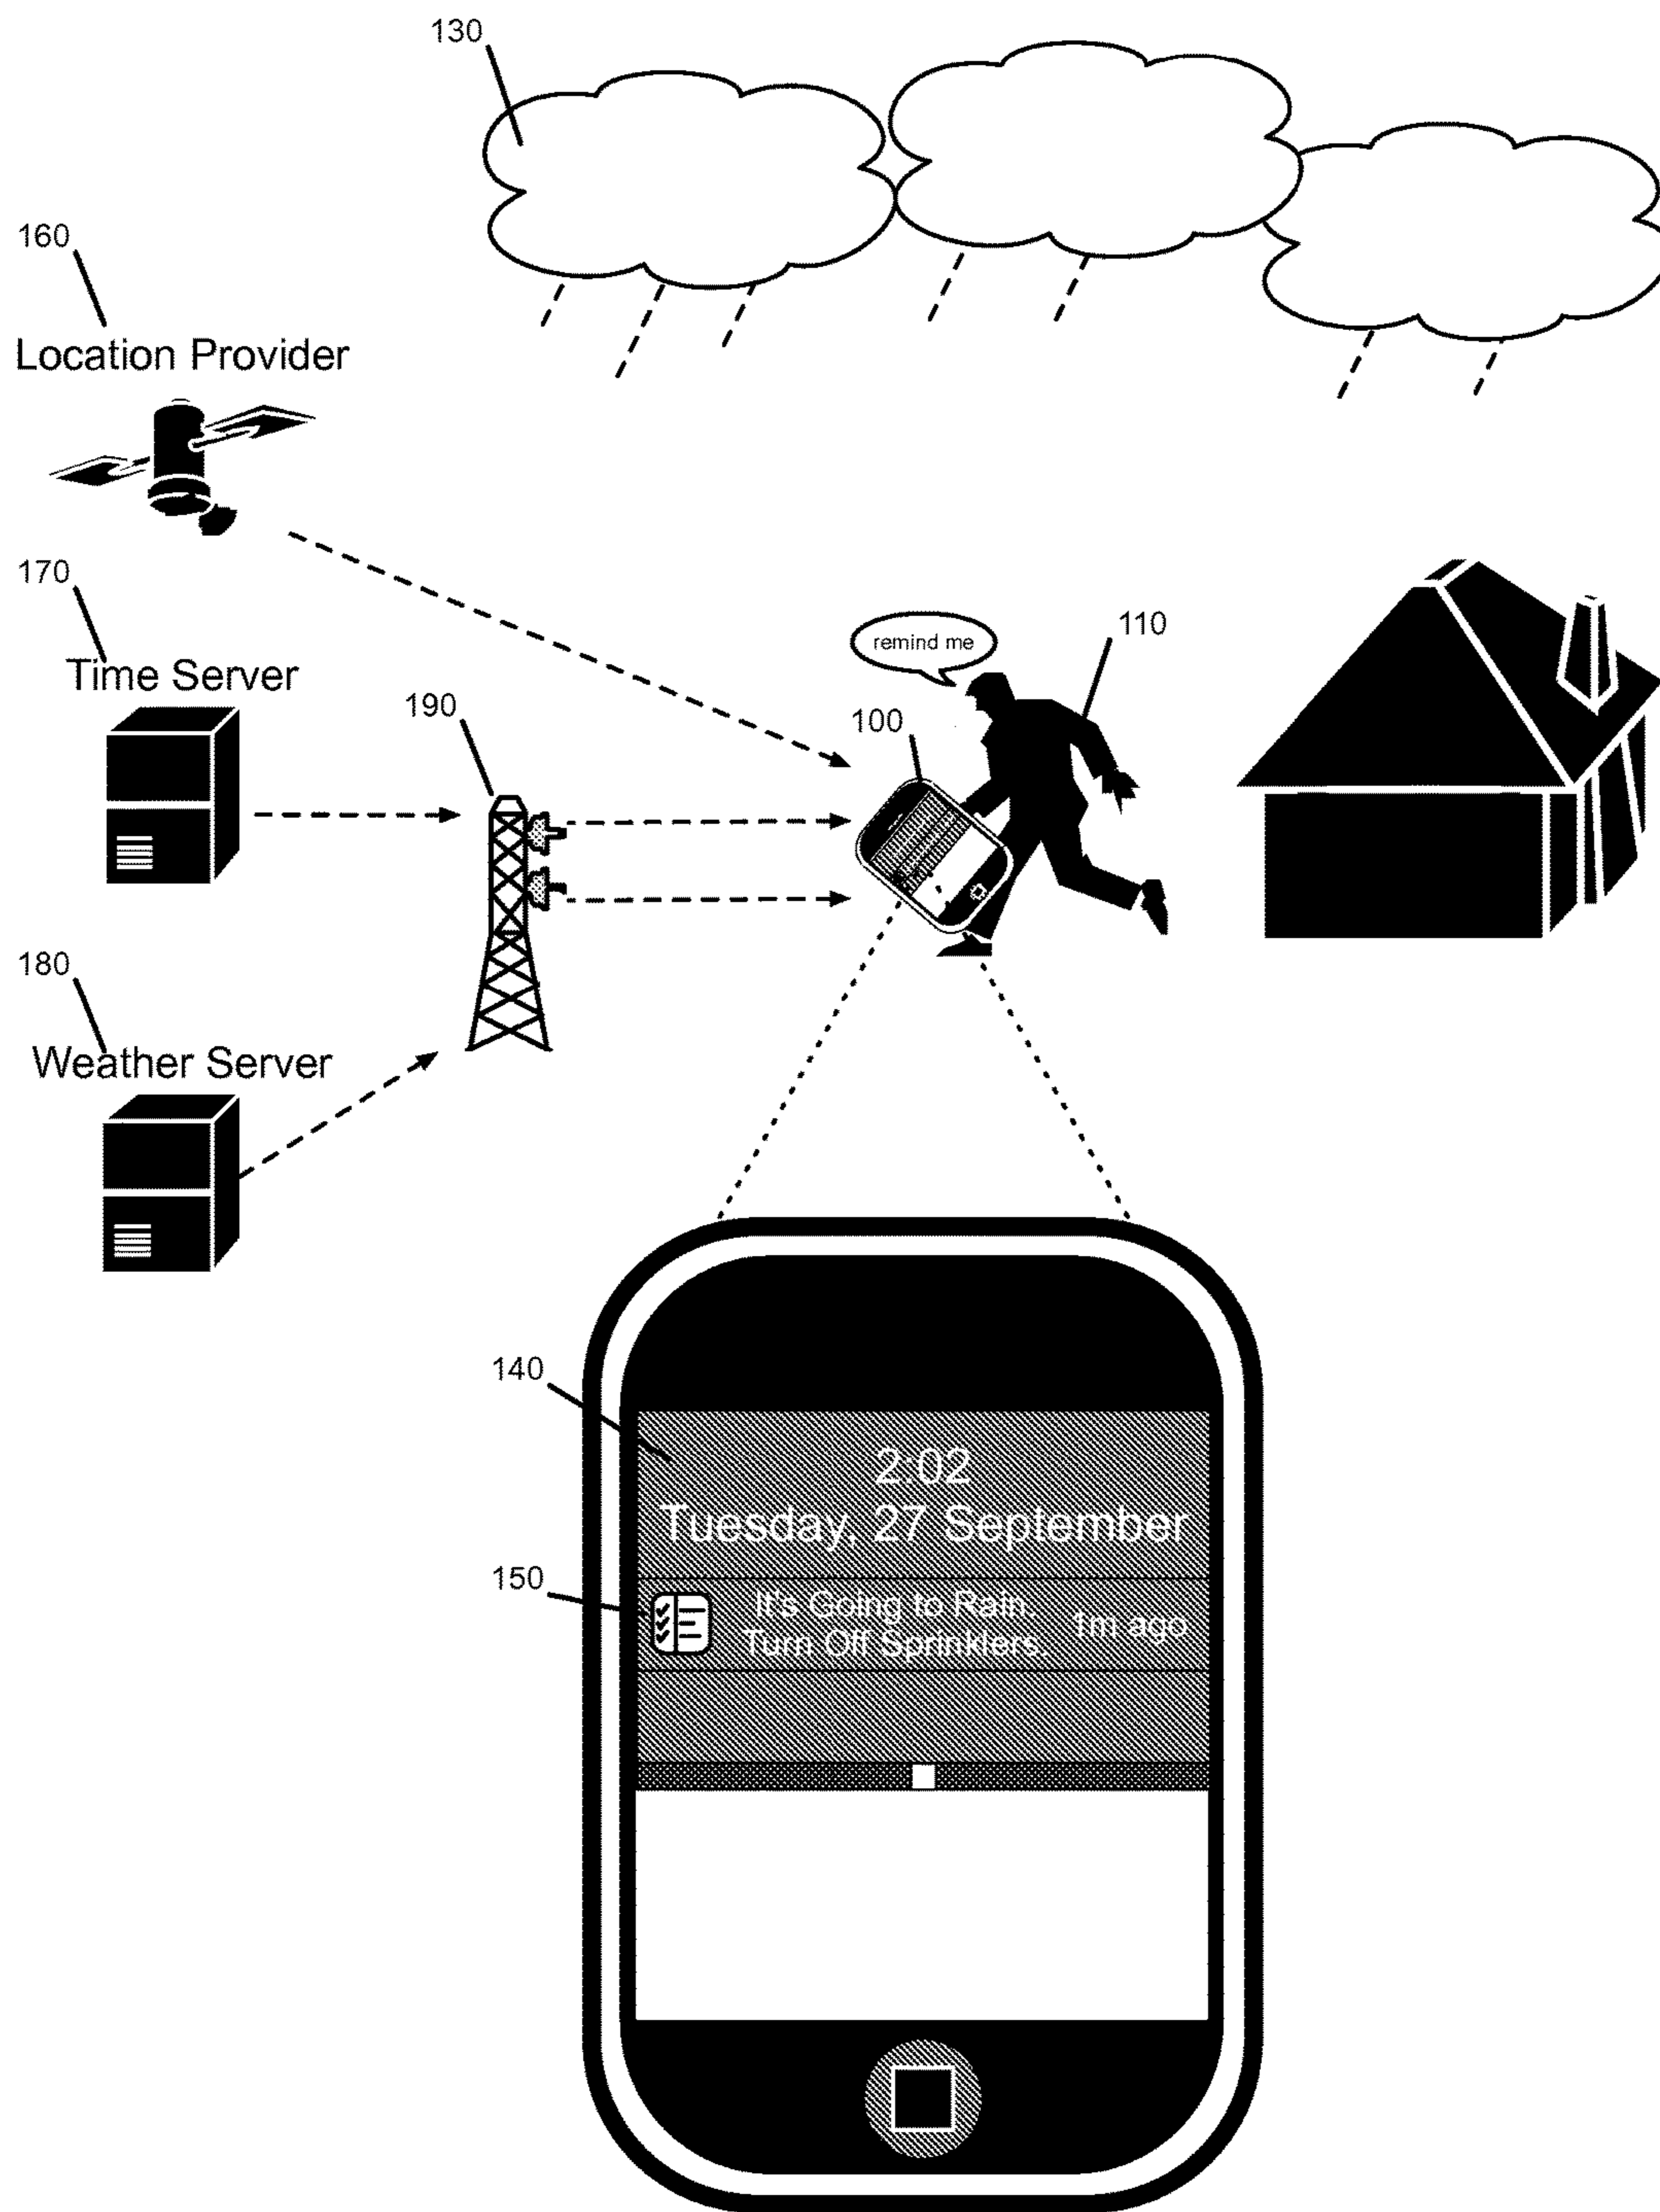 130
160
Location Provider
170
Time Server
remind me
110
190
100
180
Weather Server
140
2:02
Tuesday, 27 September
150
It's Going to Rain.
Turn Off Sprinklers.
1m ago